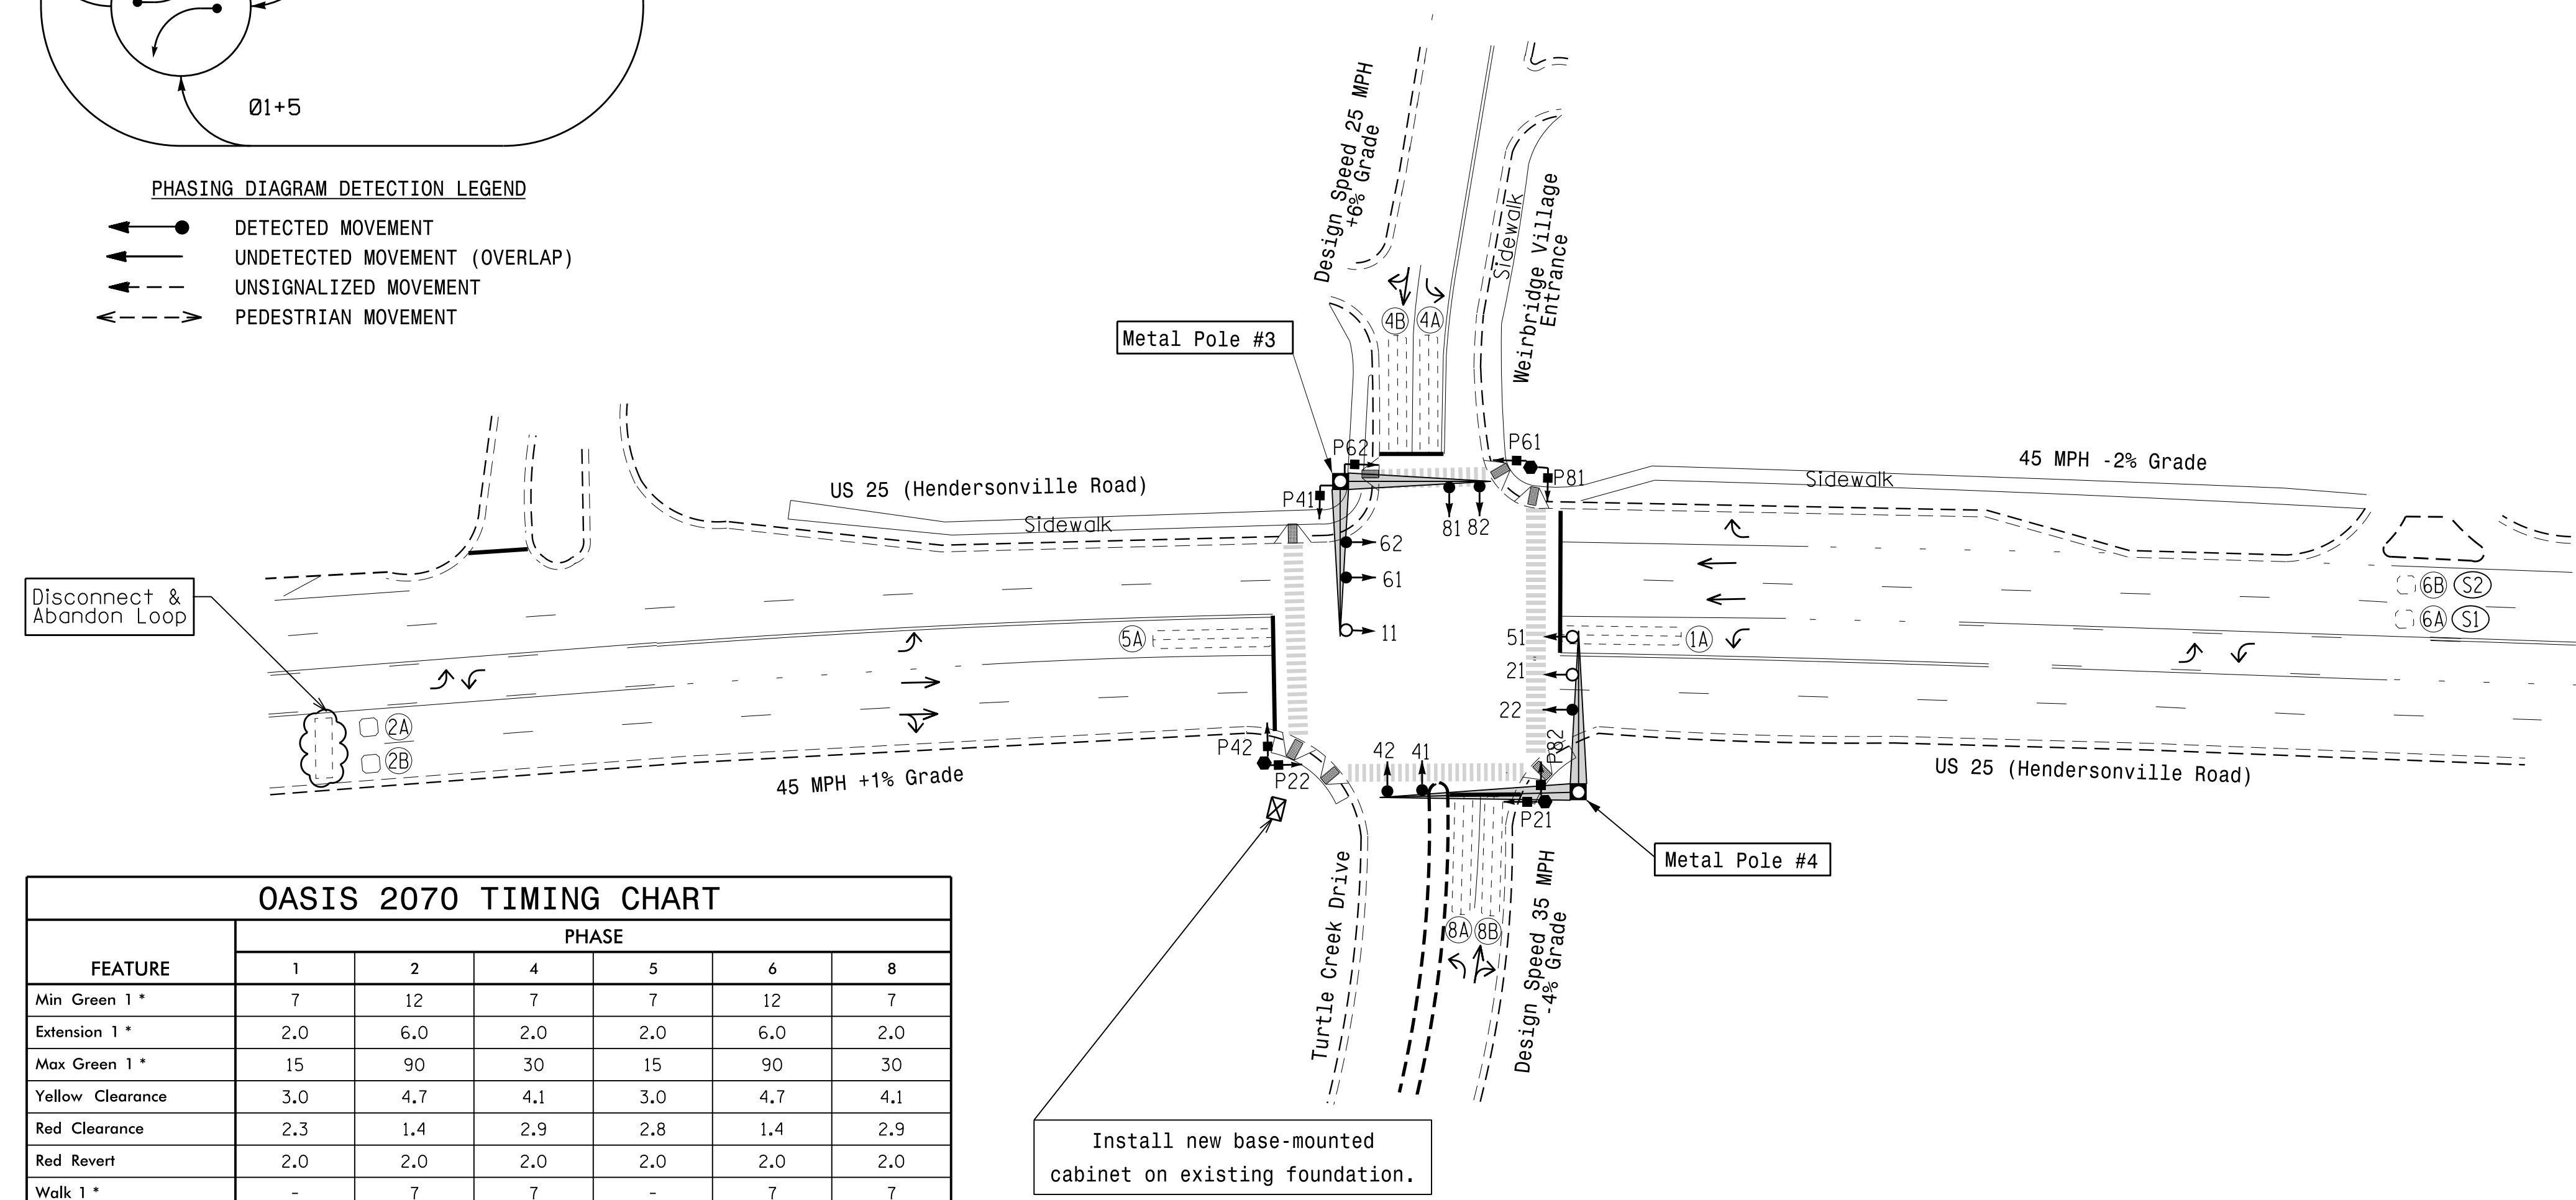 Ø1+5
PHASING DIAGRAM DETECTION LEGEND
DETECTED MOVEMENT
UNDETECTED MOVEMENT (OVERLAP)
UNSIGNALIZED MOVEMENT
PEDESTRIAN MOVEMENT
Design Speed 25 MPH
+6% Grade
Sidewalk
Weirbridge Village
Entrance
4B
4A
Metal Pole #3
P62
P61
P41
P81
81
82
62
61
11
US 25 (Hendersonville Road)
Sidewalk
45 MPH -2% Grade
Sidewalk
6B
S2
6A
S1
Disconnect &
Abandon Loop
5A
51
1A
21
22
2A
2B
45 MPH +1% Grade
P42
P22
42
41
P82
P21
US 25 (Hendersonville Road)
Metal Pole #4
Turtle Creek Drive
8A
8B
Design Speed 35 MPH
-4% Grade
Install new base-mounted
cabinet on existing foundation.
OASIS 2070 TIMING CHART
PHASE
FEATURE 1 2 4 5 6 8
Min Green 1 * 7 12 7 7 12 7
Extension 1 * 2.0 6.0 2.0 2.0 6.0 2.0
Max Green 1 * 15 90 30 15 90 30
Yellow Clearance 3.0 4.7 4.1 3.0 4.7 4.1
Red Clearance 2.3 1.4 2.9 2.8 1.4 2.9
Red Revert 2.0 2.0 2.0 2.0 2.0 2.0
Walk 1 * - 7 7 - 7 7